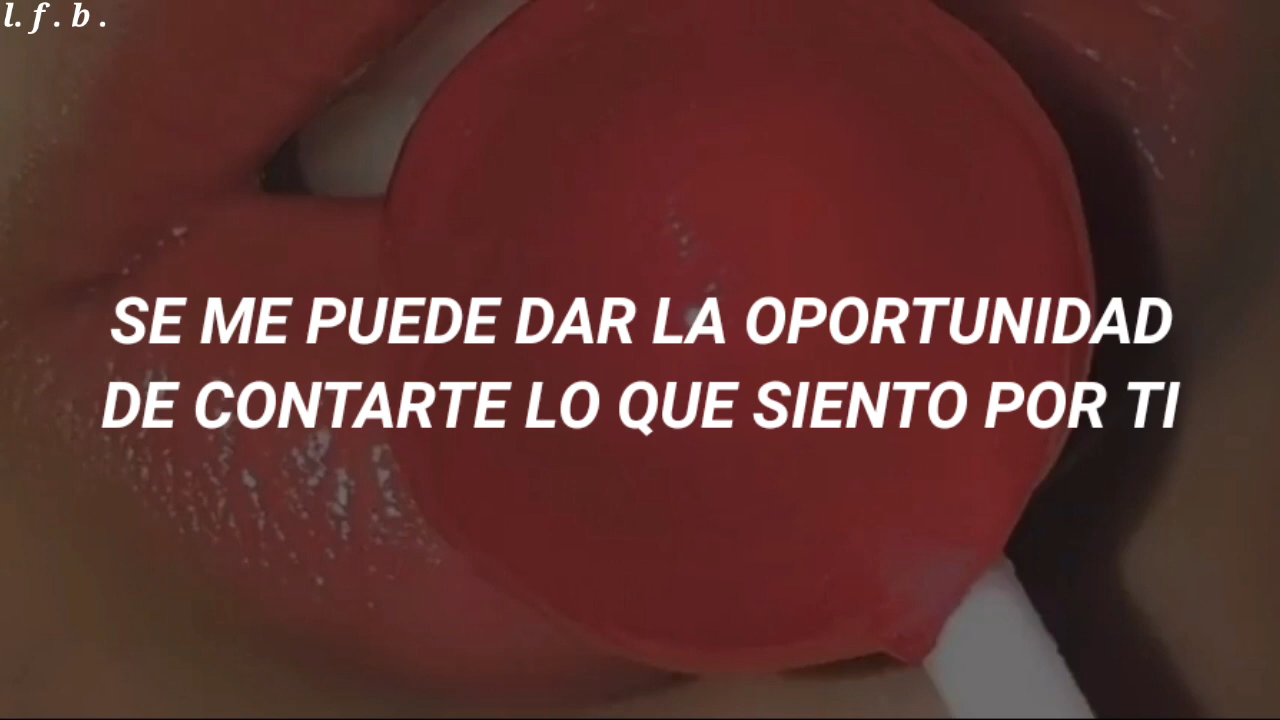 l. f. b.
SE ME PUEDE DAR LA OPORTUNIDAD
DE CONTARTE LO QUE SIENTO POR TI